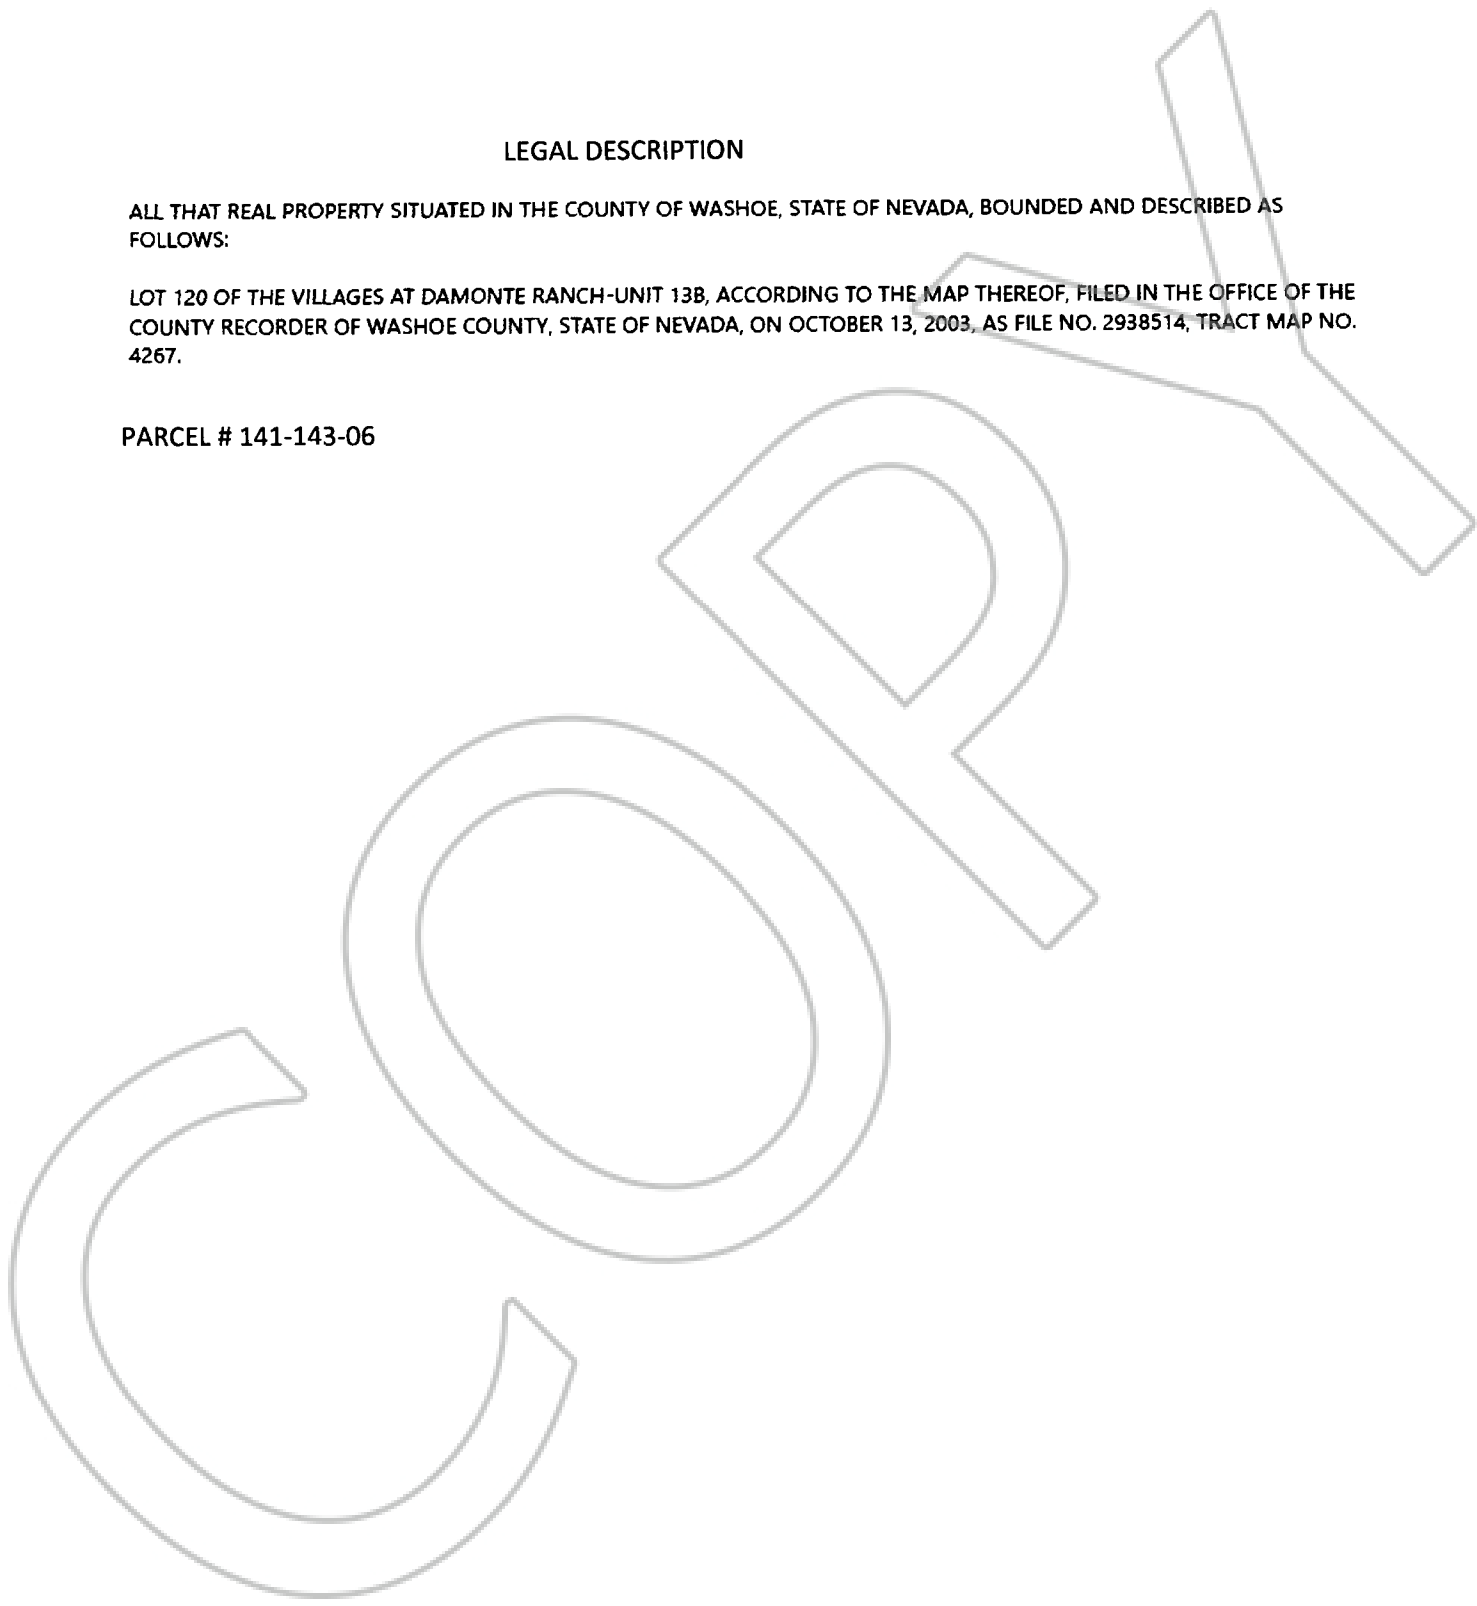 LEGAL DESCRIPTION
ALL THAT REAL PROPERTY SITUATED IN THE COUNTY OF WASHOE, STATE OF NEVADA, BOUNDED AND DESCRIBED AS
FOLLOWS:
LOT 120 OF THE VILLAGES AT DAMONTE RANCH-UNIT 13B, ACCORDING TO THE MAP THEREOF, FILED IN THE OFFICE OF THE
COUNTY RECORDER OF WASHOE COUNTY, STATE OF NEVADA, ON OCTOBER 13, 2003, AS FILE NO. 2938514, TRACT MAP NO.
4267.
PARCEL # 141-143-06
COPY